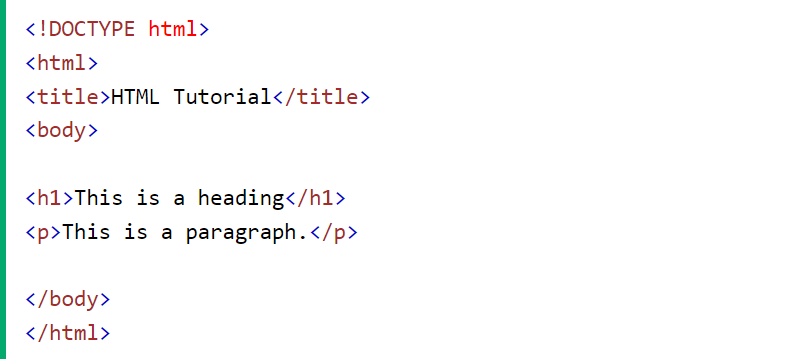 <!DOCTYPE html>
<html>
<title>HTML Tutorial</title>
<body>
<h1>This is a heading</h1>
<p>This is a paragraph.</p>
</body>
</html>